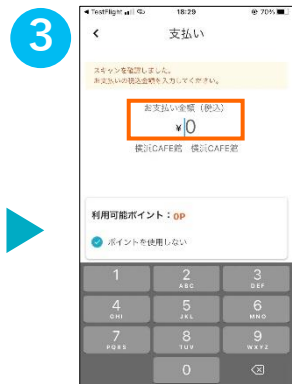 3
TestFlight 18:29 70%
支払い
スキャンを確認しました。
お支払いの税込金額を入力してください。
お支払い金額（税込）
¥0
横浜CAFE館 横浜CAFE館
利用可能ポイント：0P
ポイントを使用しない
1 2 3
ABC DEF
4 5 6
GHI JKL MNO
7 8 9
PQRS TUV WXYZ
0